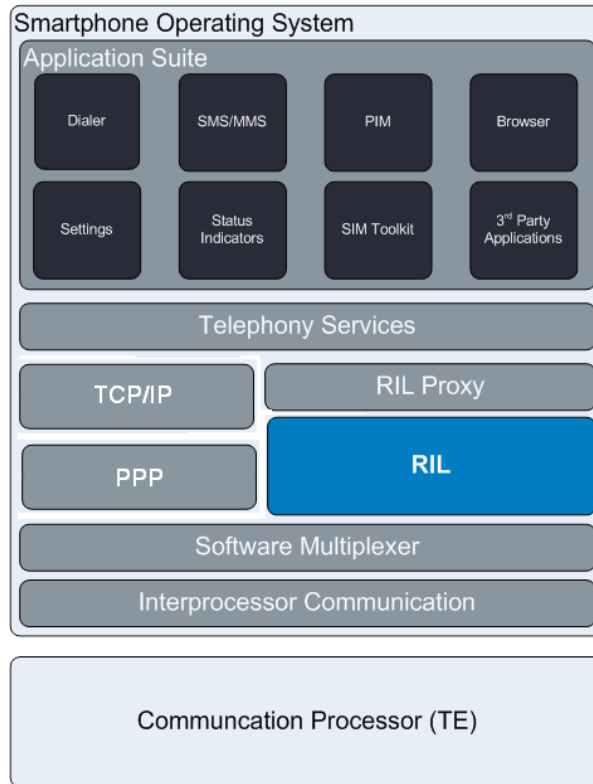 Smartphone Operating System
Application Suite
Dialer
SMS/MMS
PIM
Browser
Settings
Status
Indicators
SIM Toolkit
3rd Party
Applications
Telephony Services
TCP/IP
RIL Proxy
PPP
RIL
Software Multiplexer
Interprocessor Communication
Communcation Processor (TE)